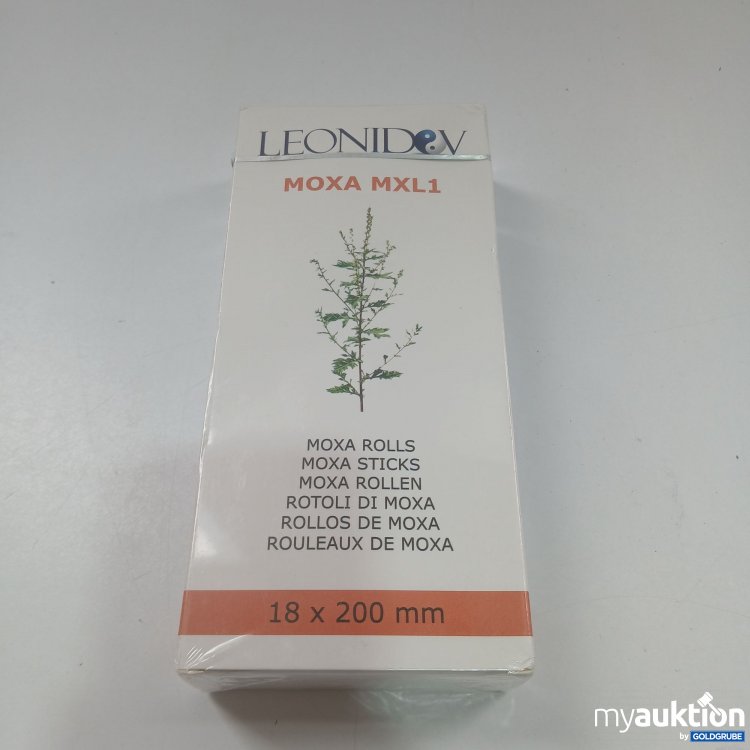 LEONIDOV
MOXA MXL1
MOXA ROLLS
MOXA STICKS
MOXA ROLLEN
ROTOLI DI MOXA
ROLLOS DE MOXA
ROULEAUX DE MOXA
18 x 200 mm
myauktion
by GOLDGRUBE